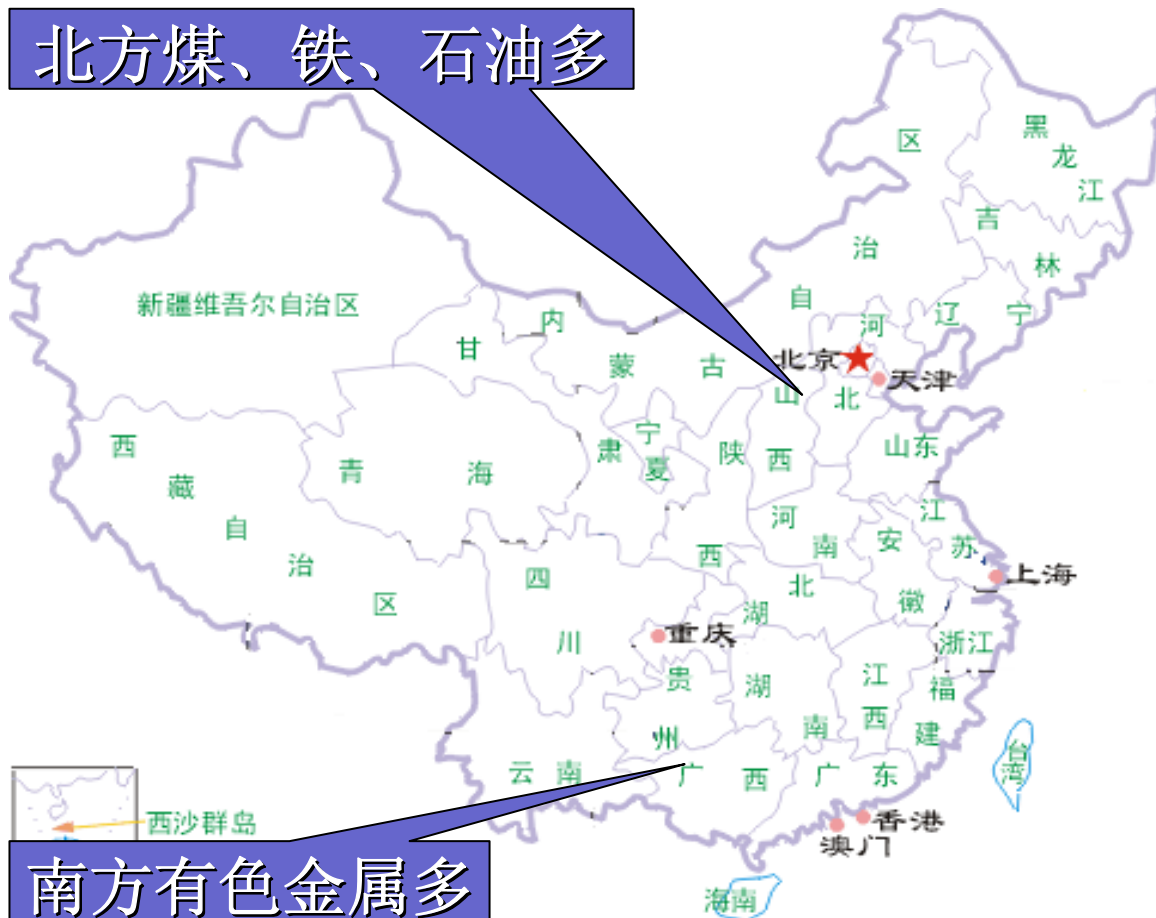 北方煤、铁、石油多
黑龙江
吉林
辽宁
内蒙古自治区
新疆维吾尔自治区
甘肃
宁夏
北京
天津
河北
山西
陕西
山东
青海
西藏自治区
河南
江苏
安徽
上海
四川
湖北
重庆
浙江
贵州
湖南
江西
福建
云南
广西
广东
台湾
香港
澳门
西沙群岛
海南
南方有色金属多